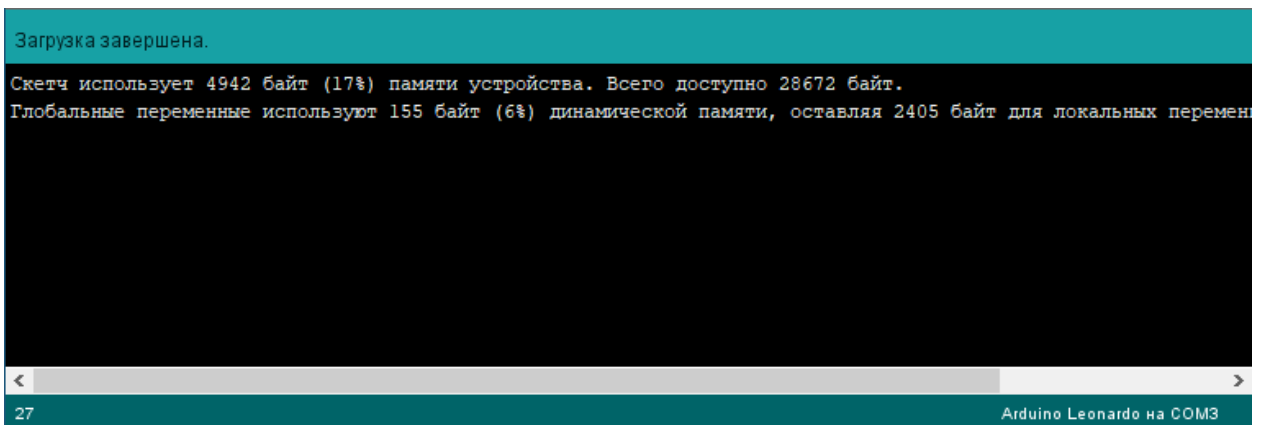 Загрузка завершена.
Скетч использует 4942 байт (17%) памяти устройства. Всего доступно 28672 байт.
Глобальные переменные используют 155 байт (6%) динамической памяти, оставляя 2405 байт для локальных
27
Arduino Leonardo на COM3